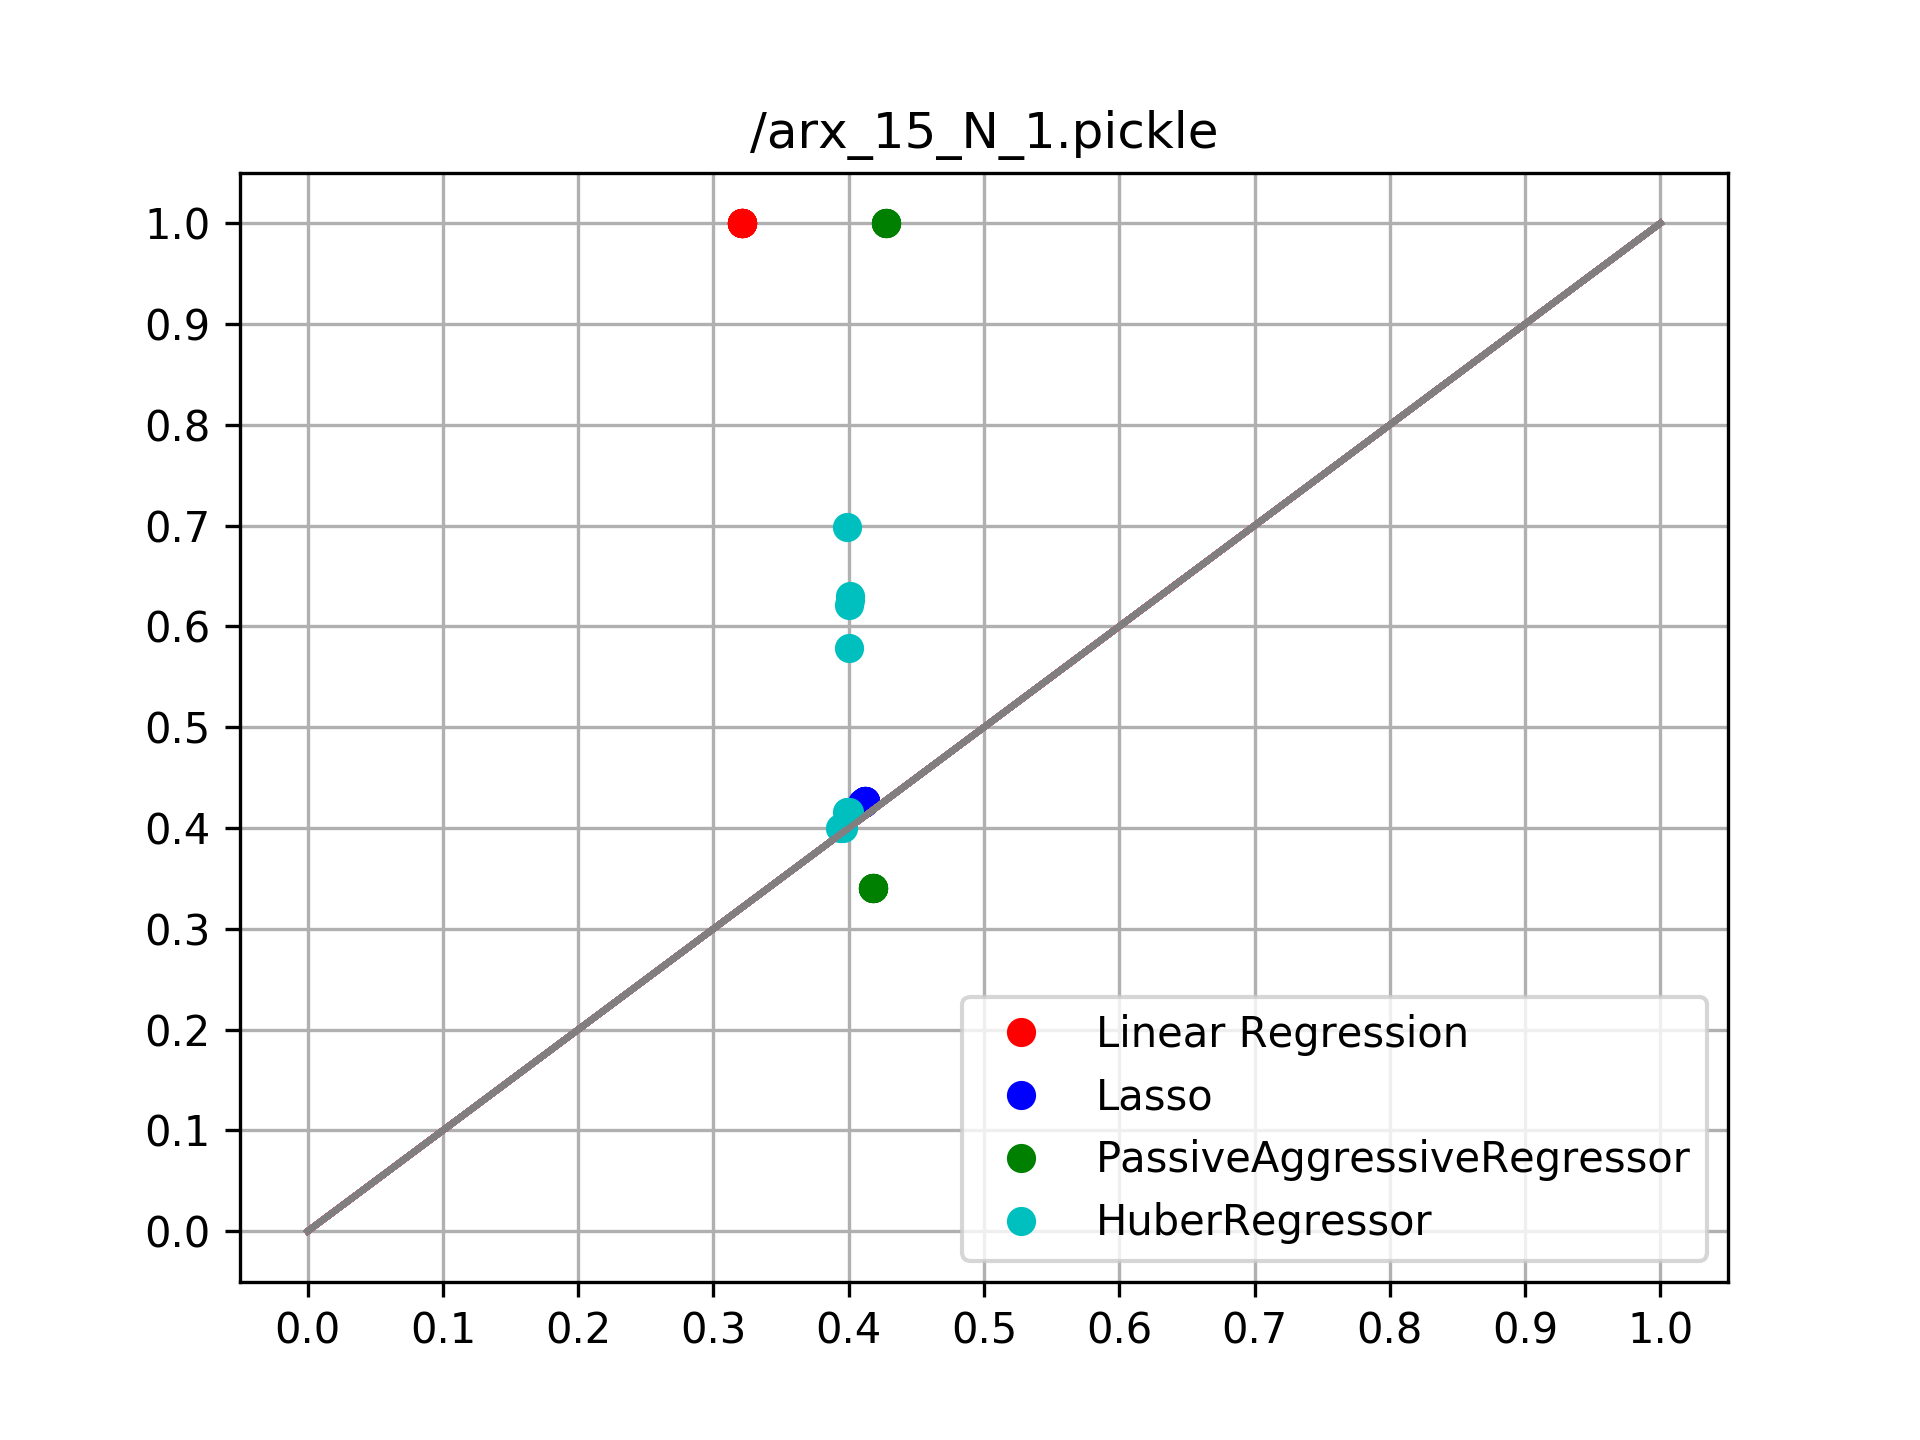 /arx_15_N_1.pickle
1.0
0.9
0.8
0.7
0.6
0.5
0.4
0.3
0.2
0.1
0.0
Linear Regression
Lasso
PassiveAggressiveRegressor
HuberRegressor
0.0 0.1 0.2 0.3 0.4 0.5 0.6 0.7 0.8 0.9 1.0